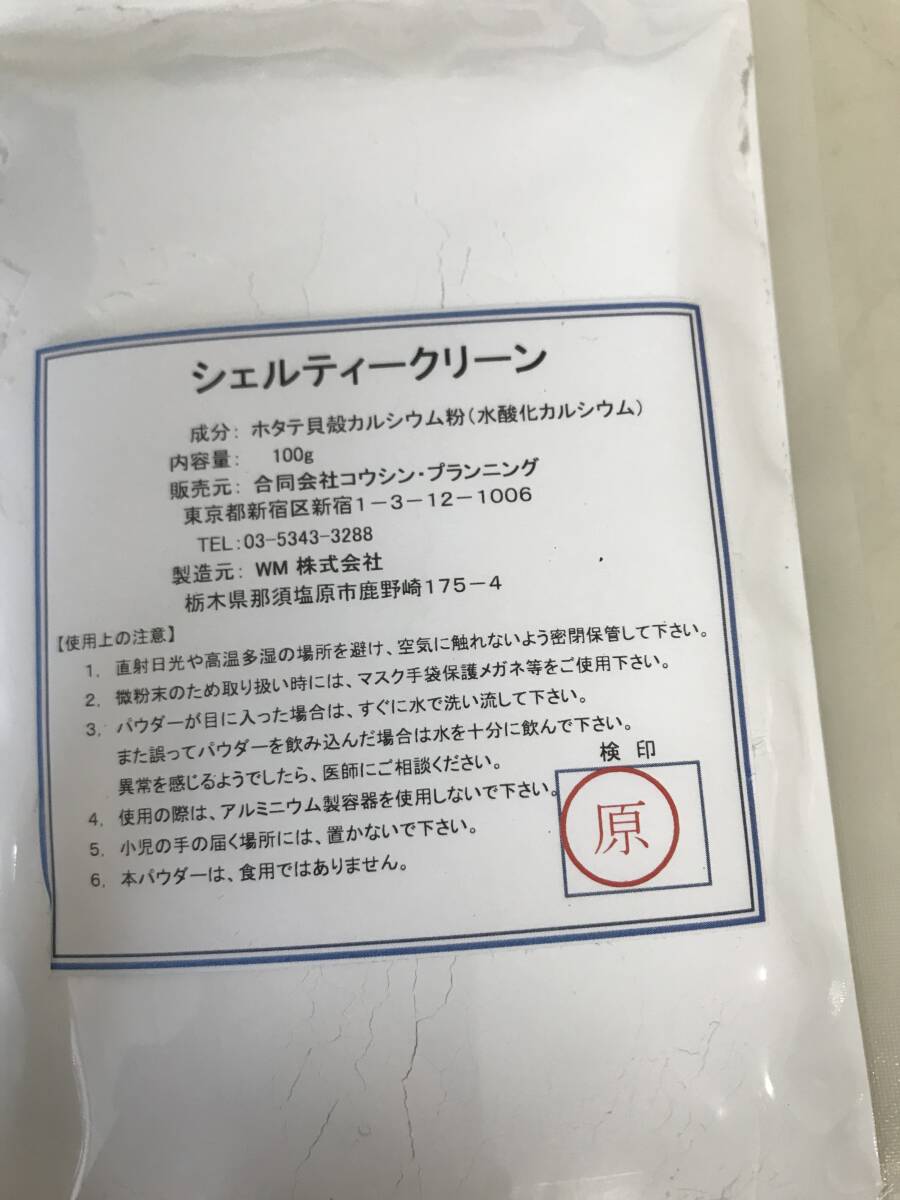 シェルティークリーン
成分： ホタテ貝殻カルシウム粉（水酸化カルシウム）
内容量： 100g
販売元： 合同会社コウシン・プランニング
東京都新宿区新宿１－３－１２－１００６
TEL：03-5343-3288
製造元： WM 株式会社
栃木県那須塩原市鹿野崎１７５－４
【使用上の注意】
1． 直射日光や高温多湿の場所を避け、空気に触れないよう密閉保管して下さい。
2． 微粉末のため取り扱い時には、マスク手袋保護メガネ等をご使用下さい。
3． パウダーが目に入った場合は、すぐに水で洗い流して下さい。
また誤ってパウダーを飲み込んだ場合は水を十分に飲んで下さい。
異常を感じるようでしたら、医師にご相談ください。
4． 使用の際は、アルミニウム製容器を使用しないで下さい。
5． 小児の手の届く場所には、置かないで下さい。
6． 本パウダーは、食用ではありません。
検 印
原